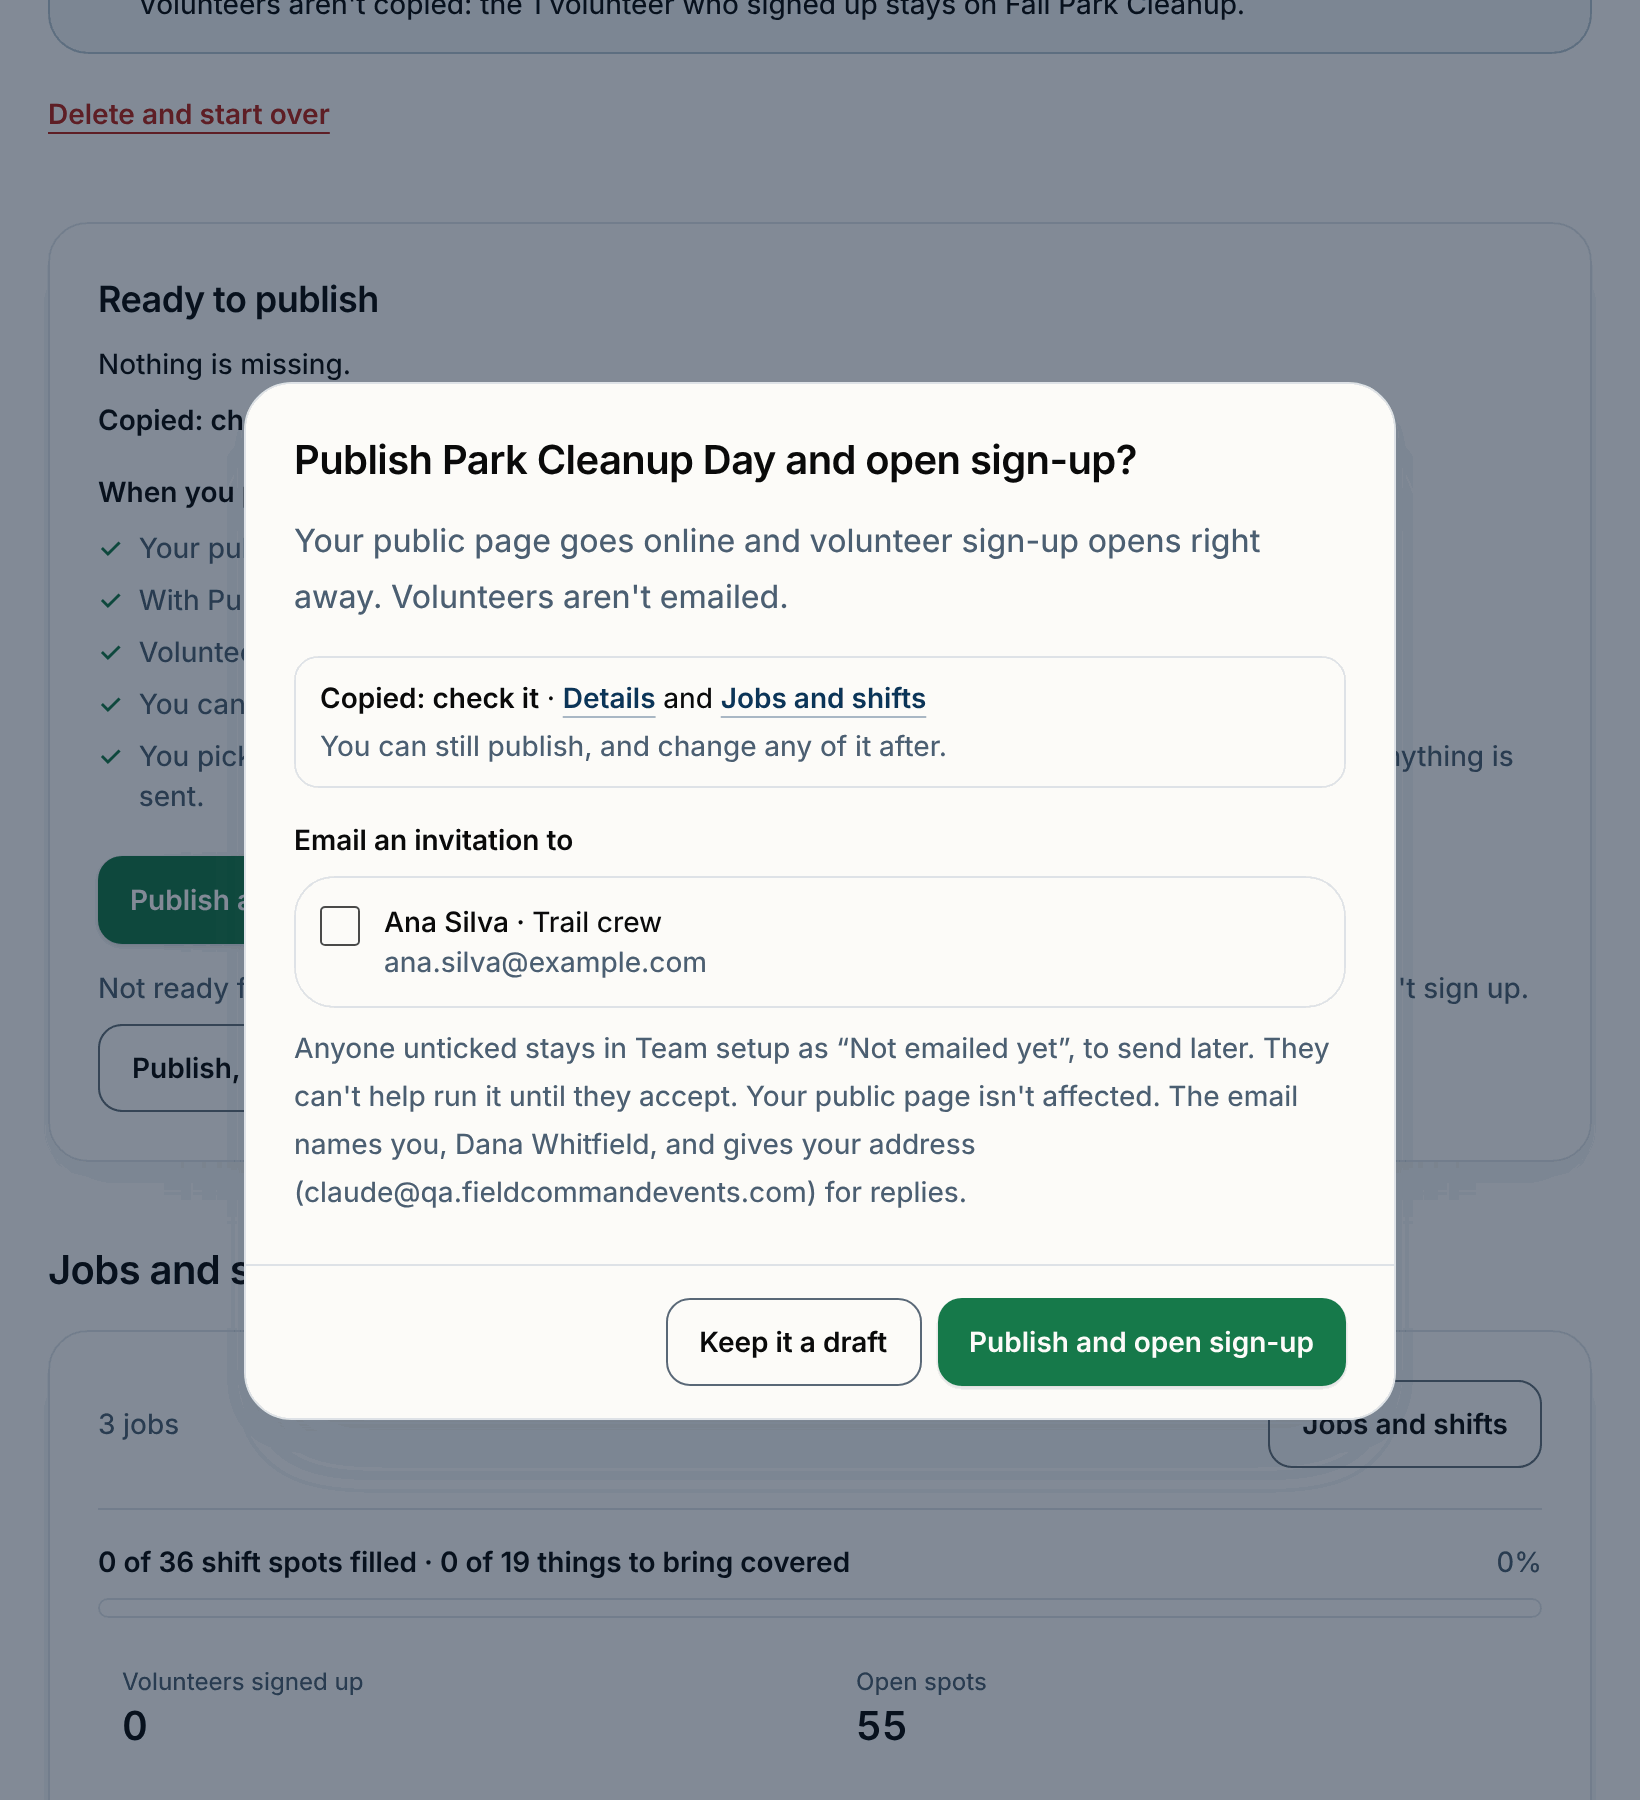 Volunteers aren't copied: the 1 volunteer who signed up stays on Fall Park Cleanup.
Delete and start over
Ready to publish
Nothing is missing.
Copied:
When you
Your
With
You can
You
anything is
sent.
Publish
Not ready
't sign up.
Publish,
Publish Park Cleanup Day and open sign-up?
Your public page goes online and volunteer sign-up opens right
away. Volunteers aren't emailed.
Copied: check it · Details and Jobs and shifts
You can still publish, and change any of it after.
Email an invitation to
Ana Silva · Trail crew
ana.silva@example.com
Anyone unticked stays in Team setup as “Not emailed yet”, to send later. They
can't help run it until they accept. Your public page isn't affected. The email
names you, Dana Whitfield, and gives your address
(claude@qa.fieldcommandevents.com) for replies.
Keep it a draft
Publish and open sign-up
Jobs and
3 jobs
Jobs and shifts
0 of 36 shift spots filled · 0 of 19 things to bring covered
0%
Volunteers signed up
0
Open spots
55